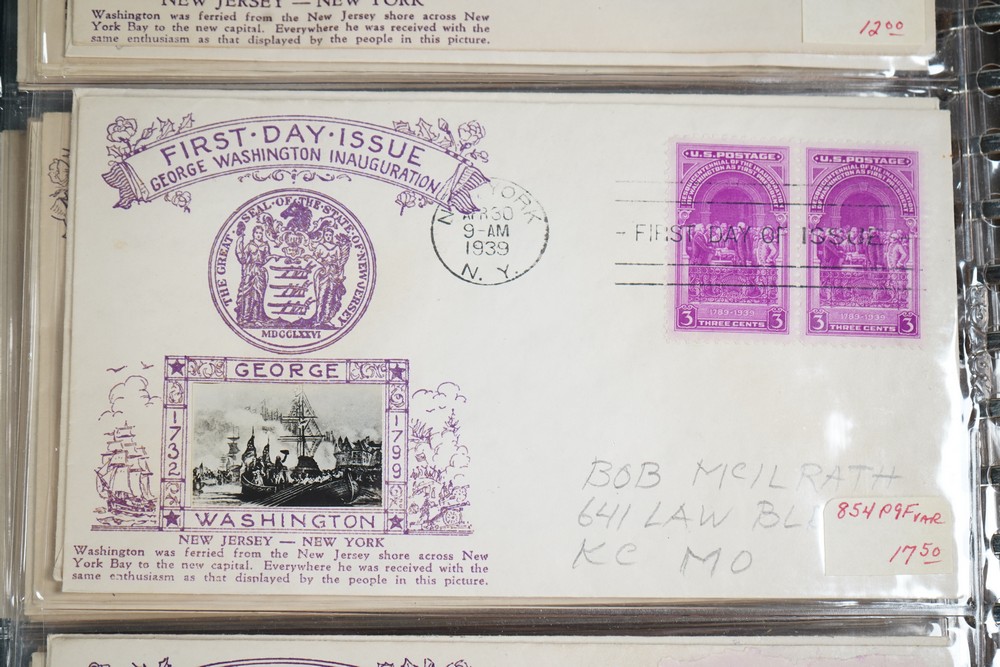 NEW JERSEY — NEW YORK
Washington was ferried from the New Jersey shore across New
York Bay to the new capital. Everywhere he was received with the
same enthusiasm as that displayed by the people in this picture.
12 00
FIRST·DAY·ISSUE
GEORGE WASHINGTON INAUGURATION
THE GREAT SEAL OF THE STATE OF NEW JERSEY
MDCCLXXVI
NEW YORK
APR 30
9-AM
1939
N. Y.
FIRST DAY OF ISSUE
U.S. POSTAGE
1789-1939
3 3
THREE CENTS
U.S. POSTAGE
1789-1939
3 3
THREE CENTS
GEORGE
1732
1799
WASHINGTON
NEW JERSEY — NEW YORK
Washington was ferried from the New Jersey shore across New
York Bay to the new capital. Everywhere he was received with the
same enthusiasm as that displayed by the people in this picture.
BOB MCILRATH
641 LAW
KC MO
854 P9F VAR
17 50